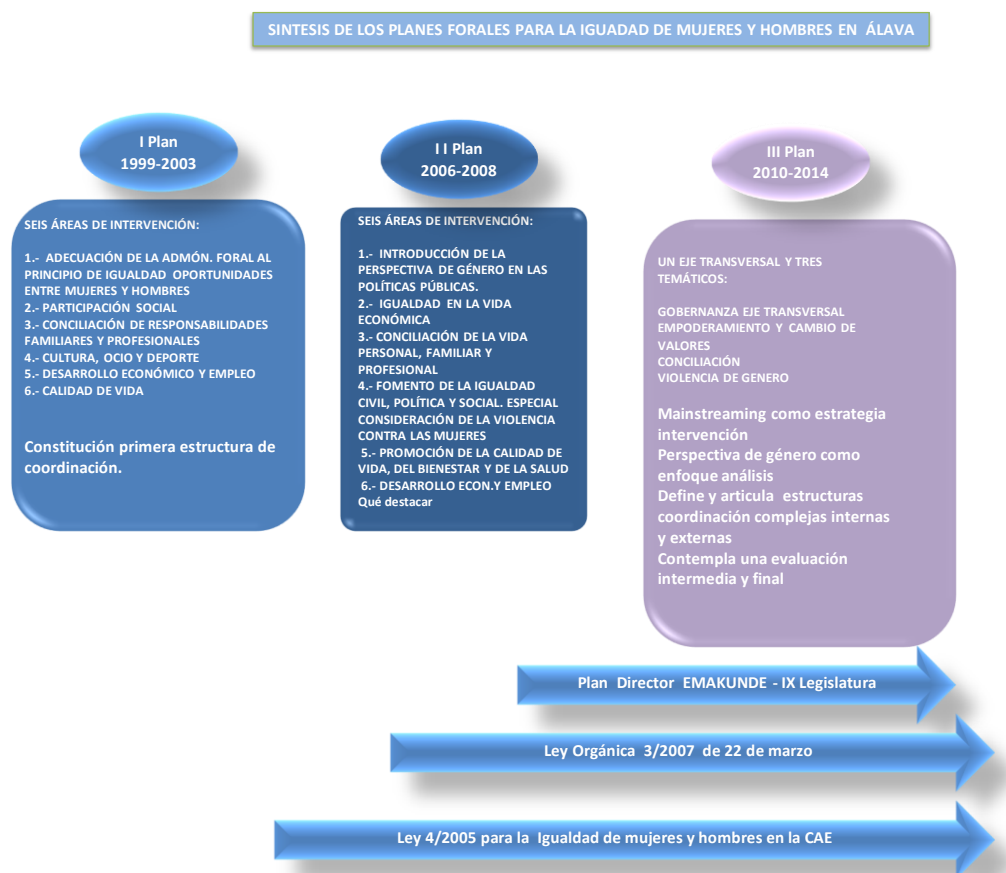 SINTESIS DE LOS PLANES FORALES PARA LA IGUADAD DE MUJERES Y HOMBRES EN ÁLAVA
I Plan
1999-2003
SEIS ÁREAS DE INTERVENCIÓN:
1.- ADECUACIÓN DE LA ADMÓN. FORAL AL
PRINCIPIO DE IGUALDAD OPORTUNIDADES
ENTRE MUJERES Y HOMBRES
2.- PARTICIPACIÓN SOCIAL
3.- CONCILIACIÓN DE RESPONSABILIDADES
FAMILIARES Y PROFESIONALES
4.- CULTURA, OCIO Y DEPORTE
5.- DESARROLLO ECONÓMICO Y EMPLEO
6.- CALIDAD DE VIDA
Constitución primera estructura de
coordinación.
I I Plan
2006-2008
SEIS ÁREAS DE INTERVENCIÓN:
1.- INTRODUCCIÓN DE LA
PERSPECTIVA DE GÉNERO EN LAS
POLÍTICAS PÚBLICAS.
2.- IGUALDAD EN LA VIDA
ECONÓMICA
3.- CONCILIACIÓN DE LA VIDA
PERSONAL, FAMILIAR Y
PROFESIONAL
4.- FOMENTO DE LA IGUALDAD
CIVIL, POLÍTICA Y SOCIAL. ESPECIAL
CONSIDERACIÓN DE LA VIOLENCIA
CONTRA LAS MUJERES
5.- PROMOCIÓN DE LA CALIDAD DE
VIDA, DEL BIENESTAR Y DE LA SALUD
6.- DESARROLLO ECON.Y EMPLEO
Qué destacar
III Plan
2010-2014
UN EJE TRANSVERSAL Y TRES
TEMÁTICOS:
GOBERNANZA EJE TRANSVERSAL
EMPODERAMIENTO Y CAMBIO DE
VALORES
CONCILIACIÓN
VIOLENCIA DE GENERO
Mainstreaming como estrategia
intervención
Perspectiva de género como
enfoque análisis
Define y articula estructuras
coordinación complejas internas
y externas
Contempla una evaluación
intermedia y final
Plan Director EMAKUNDE - IX Legislatura
Ley Orgánica 3/2007 de 22 de marzo
Ley 4/2005 para la Igualdad de mujeres y hombres en la CAE